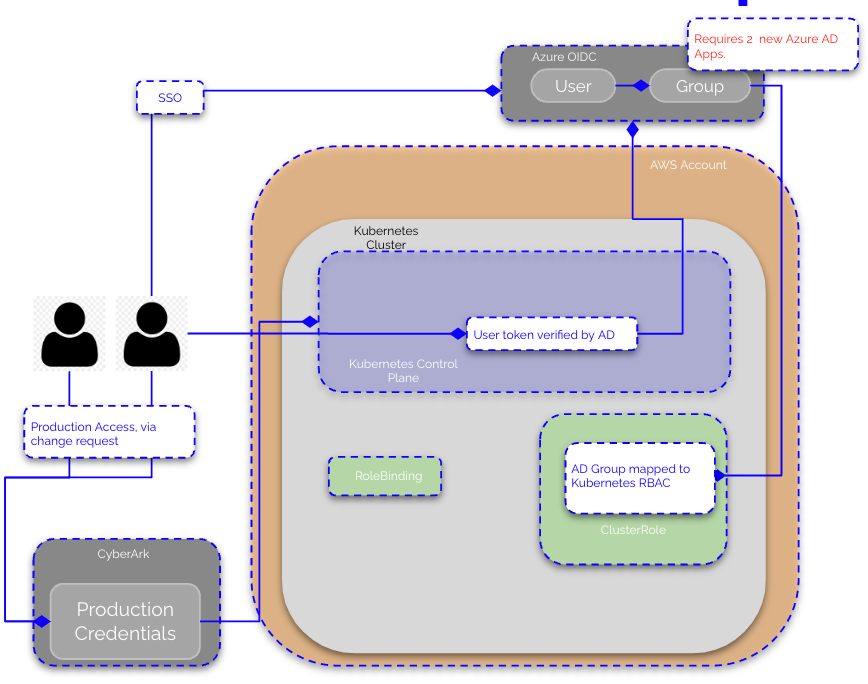 Requires 2  new Azure AD
Apps.
Azure OIDC
User
Group
SSO
AWS Account
Kubernetes
Cluster
User token verified by AD
Kubernetes Control
Plane
Production Access, via
change request
AD Group mapped to
Kubernetes RBAC
RoleBinding
ClusterRole
CyberArk
Production
Credentials